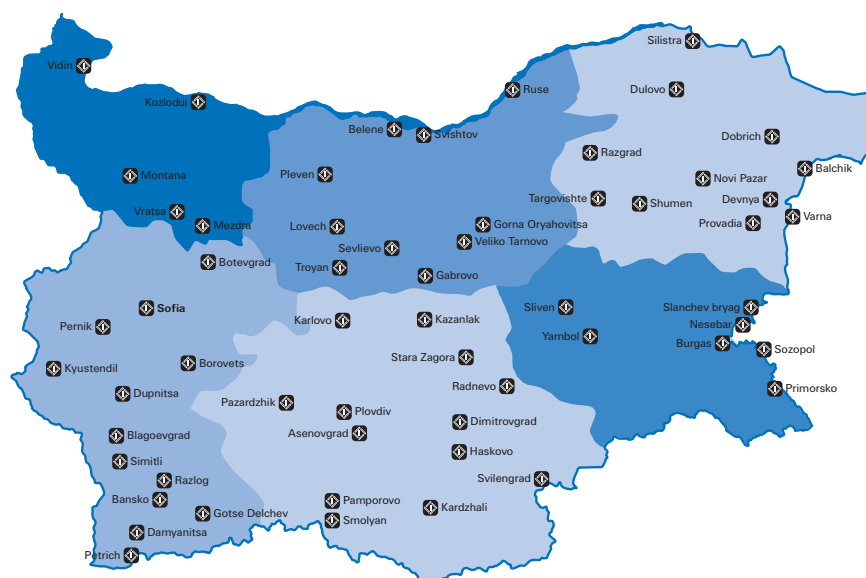 Silistra
Vidin
Dulovo
Ruse
Kozlodui
Belene
Svishtov
Dobrich
Razgrad
Balchik
Pleven
Montana
Novi Pazar
Targovishte
Shumen
Devnya
Vratsa
Varna
Mezdra
Lovech
Gorna Oryahovitsa
Provadia
Veliko Tarnovo
Sevlievo
Botevgrad
Troyan
Gabrovo
Sofia
Sliven
Slanchev bryag
Pernik
Karlovo
Kazanlak
Nesebar
Yambol
Burgas
Sozopol
Stara Zagora
Kyustendil
Borovets
Radnevo
Primorsko
Dupnitsa
Pazardzhik
Plovdiv
Dimitrovgrad
Blagoevgrad
Asenovgrad
Haskovo
Simitli
Razlog
Svilengrad
Bansko
Pamporovo
Kardzhali
Gotse Delchev
Smolyan
Damyanitsa
Petrich